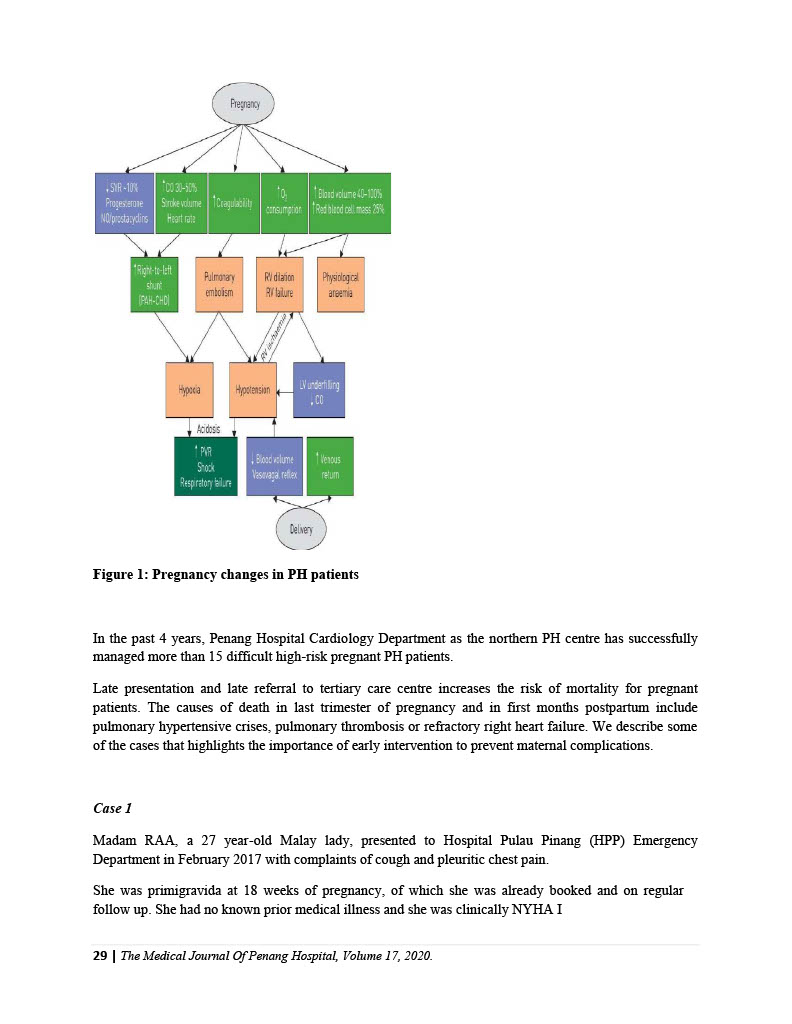 Pregnancy
↓ SVR ~10%
Progesterone
NO/prostacyclins
↑ CO 30–50%
Stroke volume
Heart rate
↑ Coagulability
↑ O₂
consumption
↑ Blood volume 40–100%
↑ Red blood cell mass 25%
↑ Right-to-left
shunt
(PAH-CHD)
Pulmonary
embolism
RV dilation
RV failure
Physiological
anaemia
RV ischaemia
Hypoxia
Hypotension
LV underfilling
↓ CO
Acidosis
↑ PVR
Shock
Respiratory failure
↓ Blood volume
Vasovagal reflex
↑ Venous
return
Delivery
Figure 1: Pregnancy changes in PH patients
In the past 4 years, Penang Hospital Cardiology Department as the northern PH centre has successfully
managed more than 15 difficult high-risk pregnant PH patients.
Late presentation and late referral to tertiary care centre increases the risk of mortality for pregnant
patients. The causes of death in last trimester of pregnancy and in first months postpartum include
pulmonary hypertensive crises, pulmonary thrombosis or refractory right heart failure. We describe some
of the cases that highlights the importance of early intervention to prevent maternal complications.
Case 1
Madam RAA, a 27 year-old Malay lady, presented to Hospital Pulau Pinang (HPP) Emergency
Department in February 2017 with complaints of cough and pleuritic chest pain.
She was primigravida at 18 weeks of pregnancy, of which she was already booked and on regular
follow up. She had no known prior medical illness and she was clinically NYHA I
29 | The Medical Journal Of Penang Hospital, Volume 17, 2020.